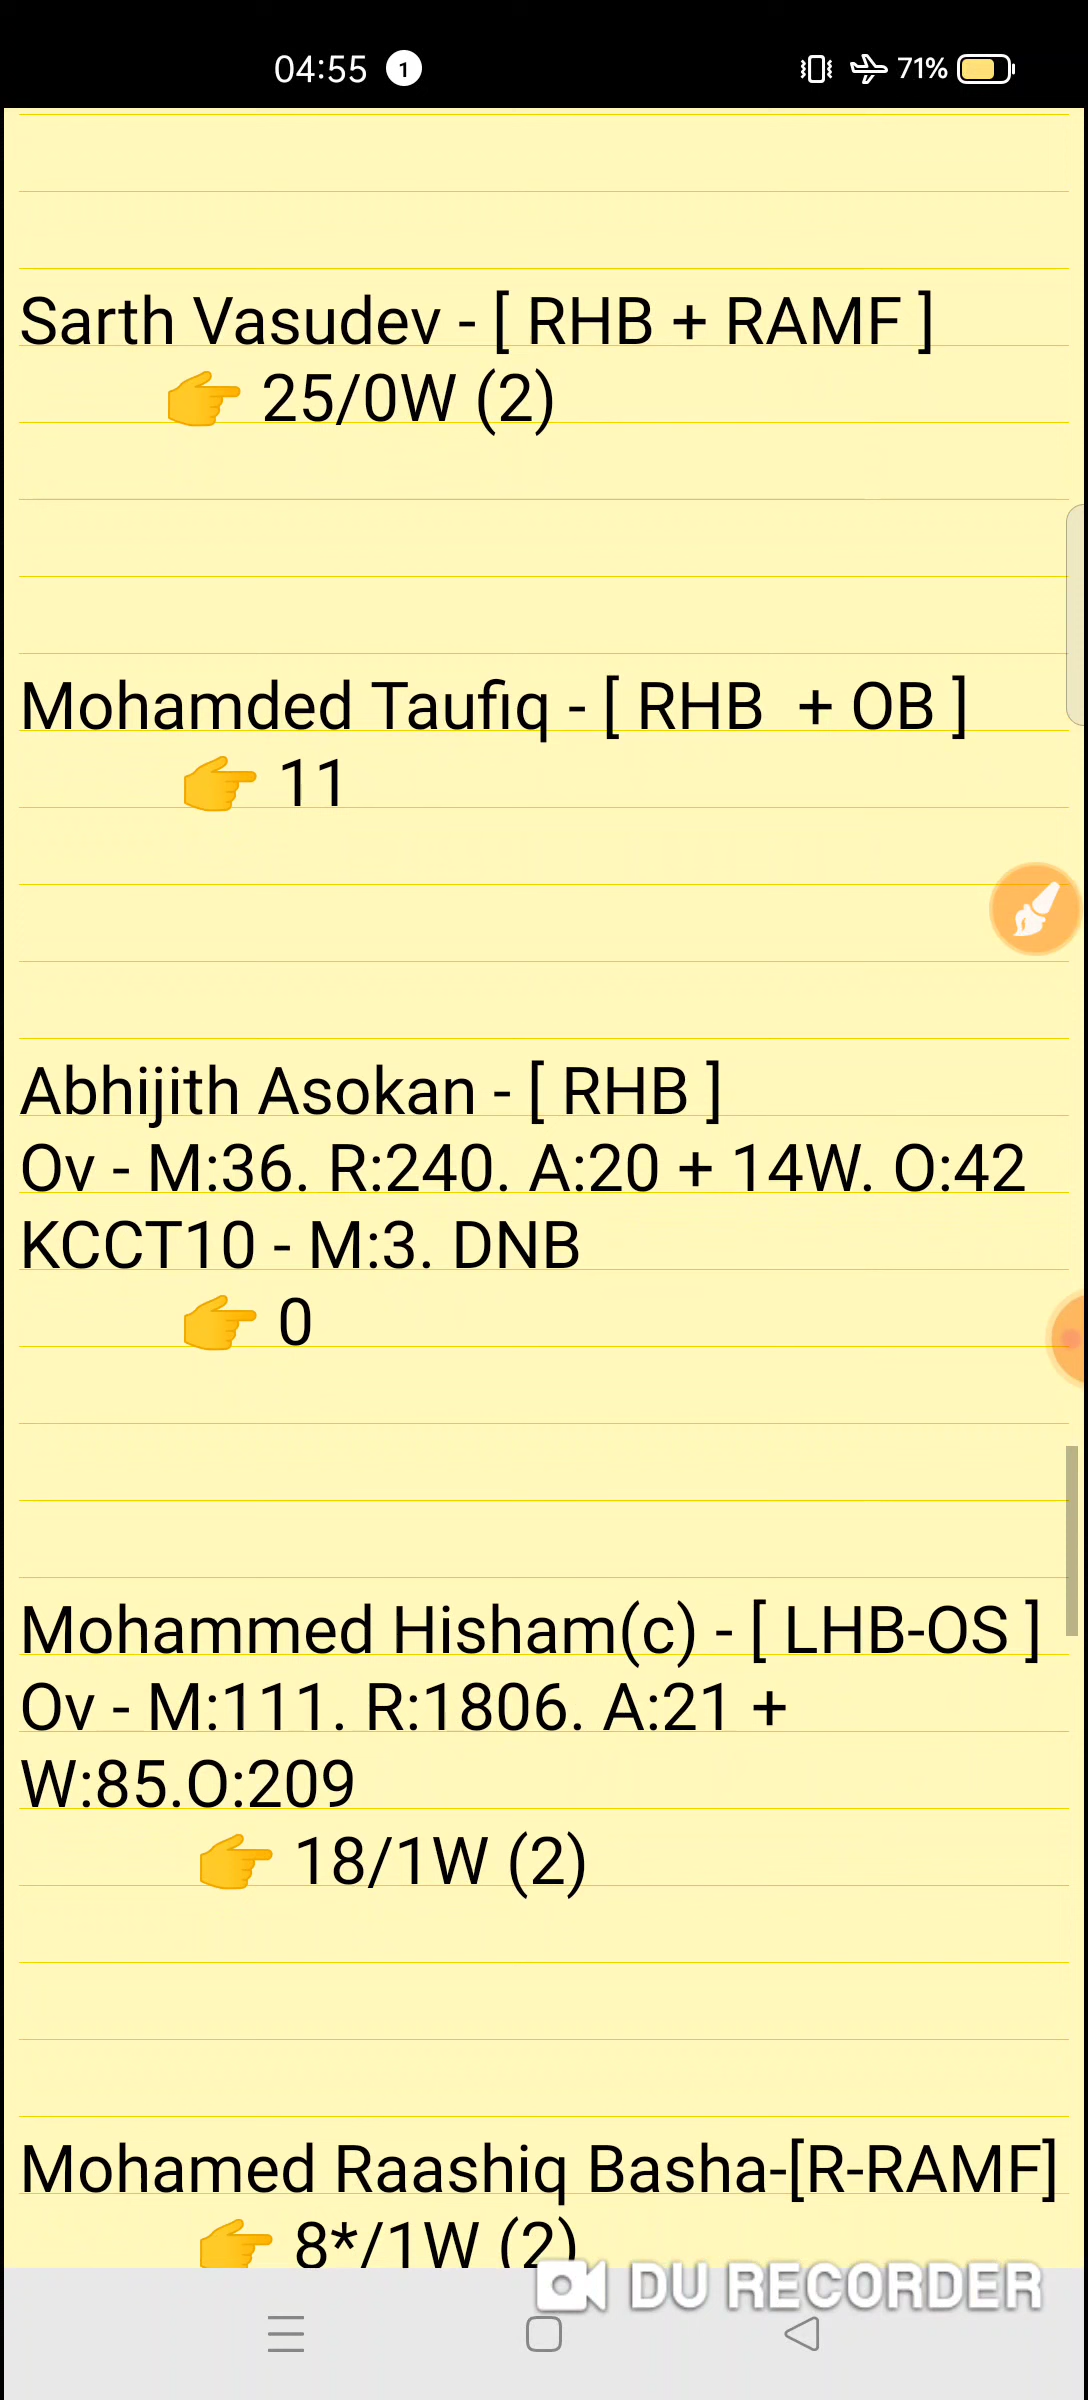 04:55 1 71%
Sarth Vasudev - [ RHB + RAMF ]
👉 25/0W (2)
Mohamded Taufiq - [ RHB  + OB ]
👉 11
Abhijith Asokan - [ RHB ]
Ov - M:36. R:240. A:20 + 14W. O:42
KCCT10 - M:3. DNB
👉 0
Mohammed Hisham(c) - [ LHB-OS ]
Ov - M:111. R:1806. A:21 +
W:85.O:209
👉 18/1W (2)
Mohamed Raashiq Basha-[R-RAMF]
👉 8*/1W (2)
DU RECORDER